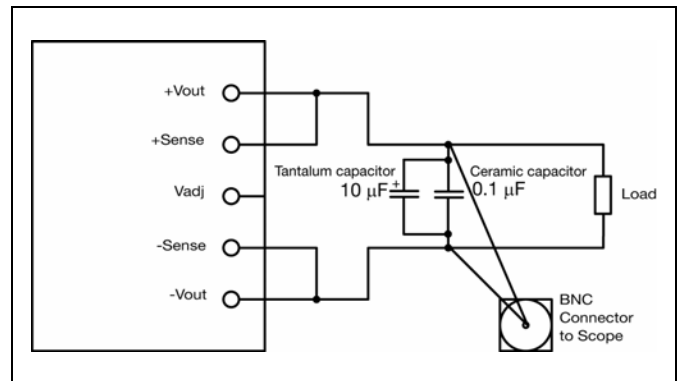 +Vout
+Sense
Vadj
-Sense
-Vout
Tantalum capacitor
10 µF
+
Ceramic capacitor
0.1 µF
Load
BNC
Connector
to Scope